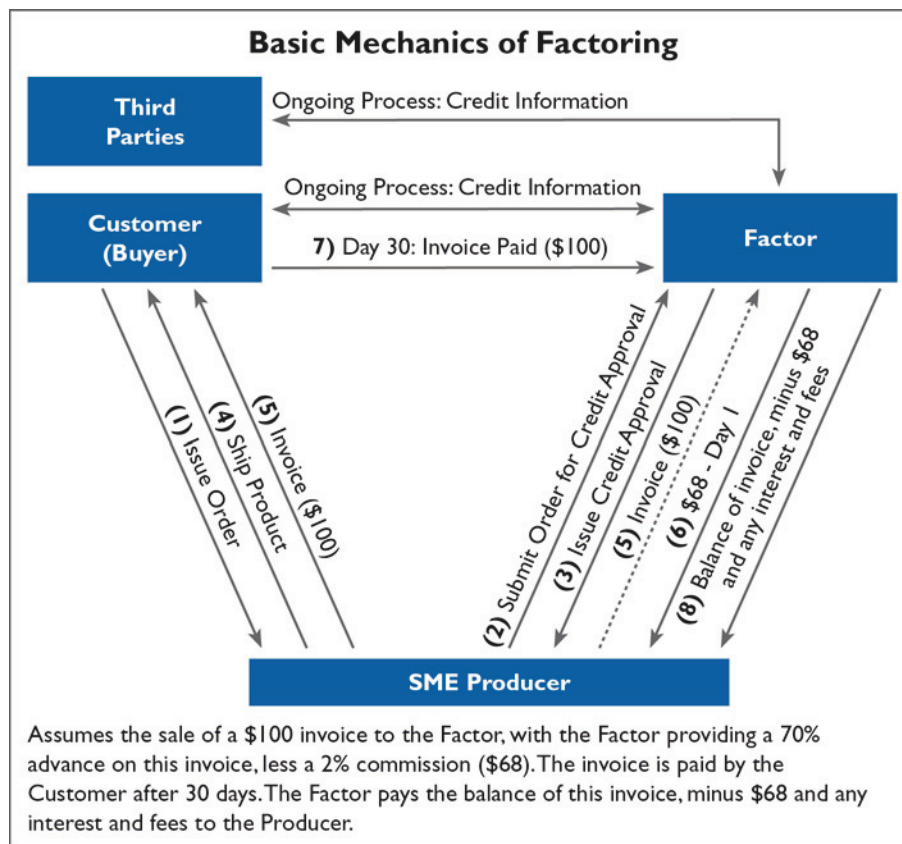 Basic Mechanics of Factoring
Third
Parties
Ongoing Process: Credit Information
Ongoing Process: Credit Information
Customer
(Buyer)
7) Day 30: Invoice Paid ($100)
Factor
(1) Issue Order
(4) Ship Product
(5) Invoice ($100)
(2) Submit Order for Credit Approval
(3) Issue Credit Approval
(5) Invoice ($100)
(6) $68 - Day 1
(8) Balance of invoice, minus $68
and any interest and fees
SME Producer
Assumes the sale of a $100 invoice to the Factor, with the Factor providing a 70%
advance on this invoice, less a 2% commission ($68). The invoice is paid by the
Customer after 30 days. The Factor pays the balance of this invoice, minus $68 and any
interest and fees to the Producer.